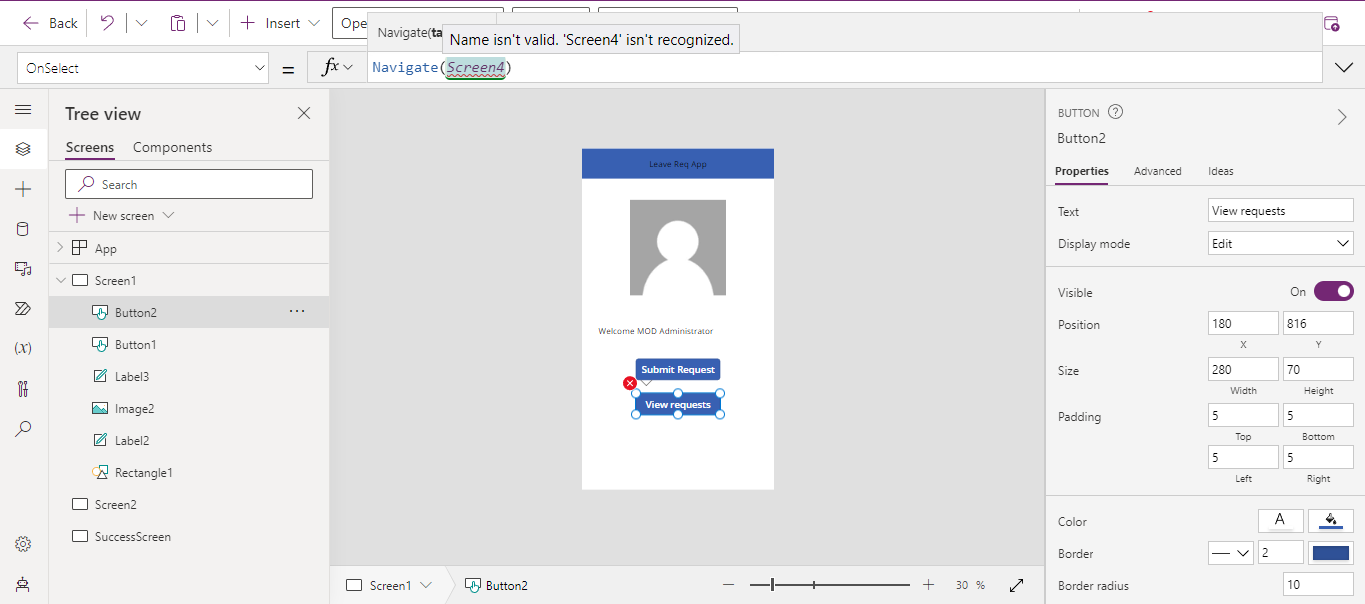 Back
Insert
Ope
Navigate(ta
Name isn't valid. 'Screen4' isn't recognized.
OnSelect
=
fx
Navigate(Screen4)
Tree view
Screens
Components
Search
New screen
App
Screen1
Button2
...
Button1
Label3
Image2
Label2
Rectangle1
Screen2
SuccessScreen
(x)
Leave Req App
Welcome MOD Administrator
Submit Request
View requests
Screen1
Button2
30 %
BUTTON
Button2
Properties
Advanced
Ideas
Text
View requests
Display mode
Edit
Visible
On
Position
180
816
X
Y
Size
280
70
Width
Height
Padding
5
5
Top
Bottom
5
5
Left
Right
Color
A
Border
2
Border radius
10